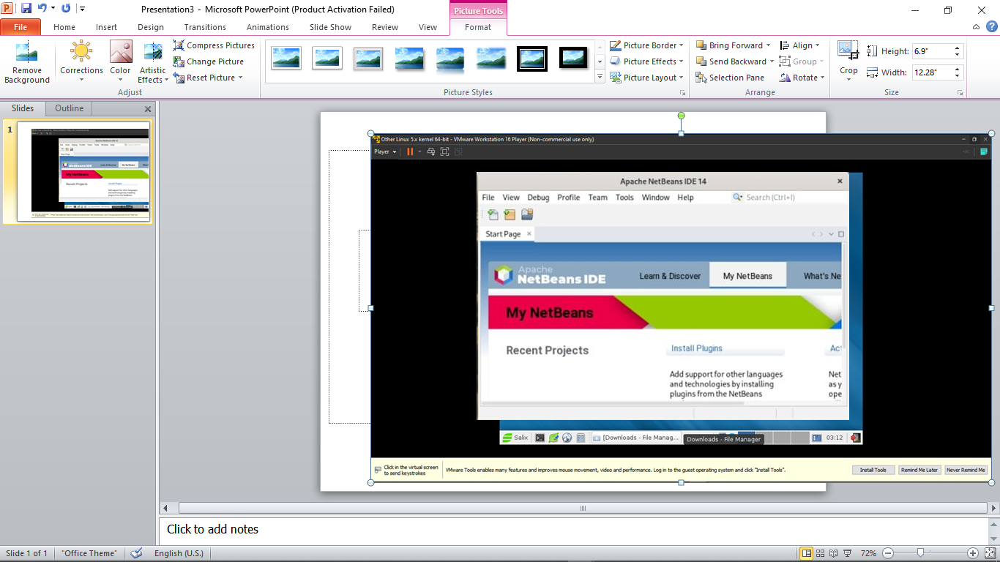 Presentation3 - Microsoft PowerPoint (Product Activation Failed)
Picture Tools
File
Home
Insert
Design
Transitions
Animations
Slide Show
Review
View
Format
Remove
Background
Corrections
Color
Artistic
Effects
Compress Pictures
Change Picture
Reset Picture
Adjust
Picture Styles
Picture Border
Picture Effects
Picture Layout
Bring Forward
Send Backward
Selection Pane
Align
Group
Rotate
Arrange
Crop
Height: 6.9"
Width: 12.28"
Size
Slides
Outline
1
Other Linux 5.x kernel 64-bit - VMware Workstation 16 Player (Non-commercial use only)
Player
Apache NetBeans IDE 14
File View Debug Profile Team Tools Window Help
Search (Ctrl+I)
Start Page
Apache
NetBeans IDE
Learn & Discover
My NetBeans
What's Ne
My NetBeans
Recent Projects
Install Plugins
Act
Add support for other languages
and technologies by installing
plugins from the NetBeans
Net
as y
ope
Salix
[Downloads - File Manag...
Downloads - File Manager
03:12
Click in the virtual screen
to send keystrokes
VMware Tools enables many features and improves mouse movement, video and performance. Log in to the guest operating system and click "Install Tools".
Install Tools
Remind Me Later
Never Remind Me
Click to add notes
Slide 1 of 1
"Office Theme"
English (U.S.)
72%